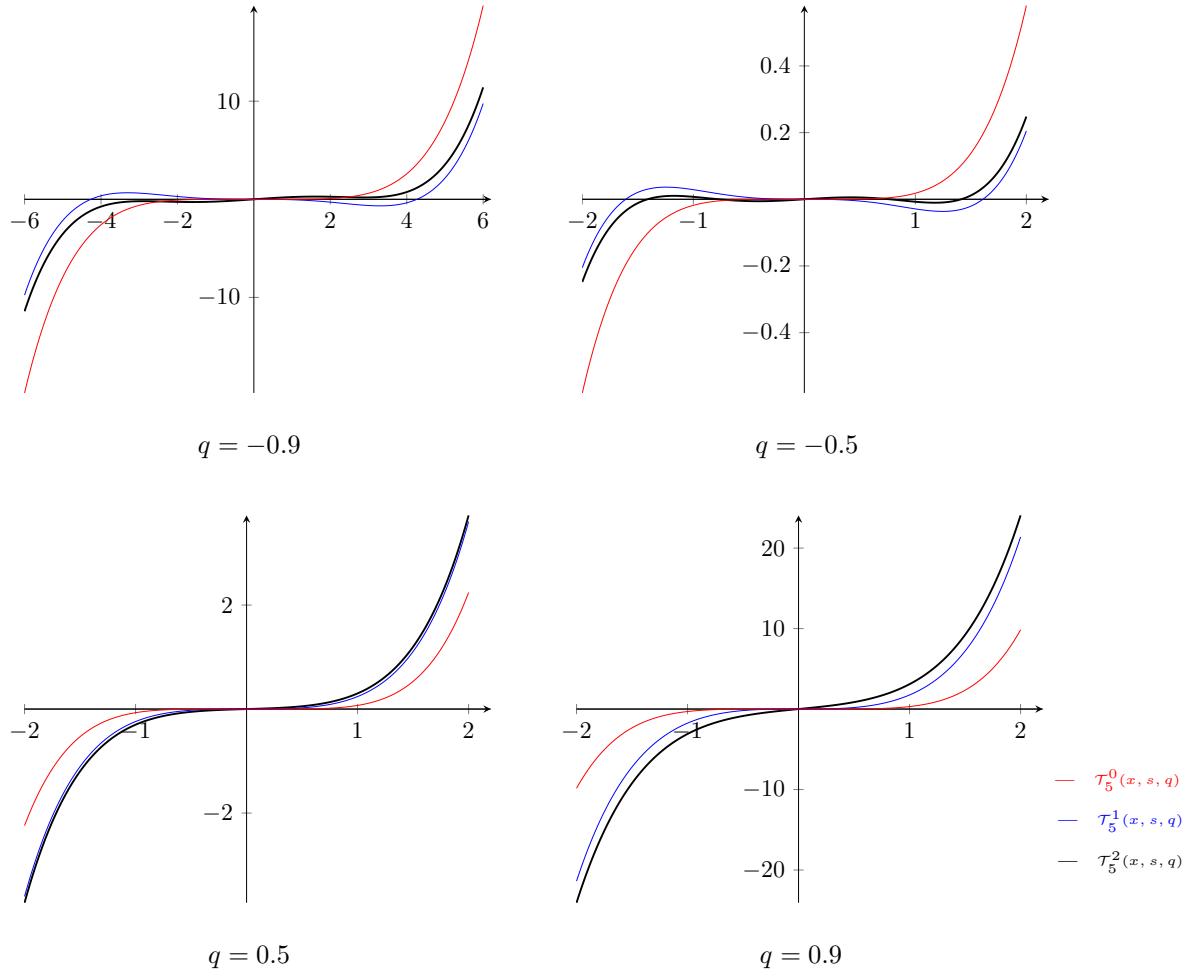 10
−6 −4 −2 2 4 6
−10
q = −0.9
0.4
0.2
−2 −1 1 2
−0.2
−0.4
q = −0.5
2
−2 −1 1 2
−2
q = 0.5
20
10
−2 −1 1 2
−10
−20
q = 0.9
𝒯₅⁰(x, s, q)
𝒯₅¹(x, s, q)
𝒯₅²(x, s, q)